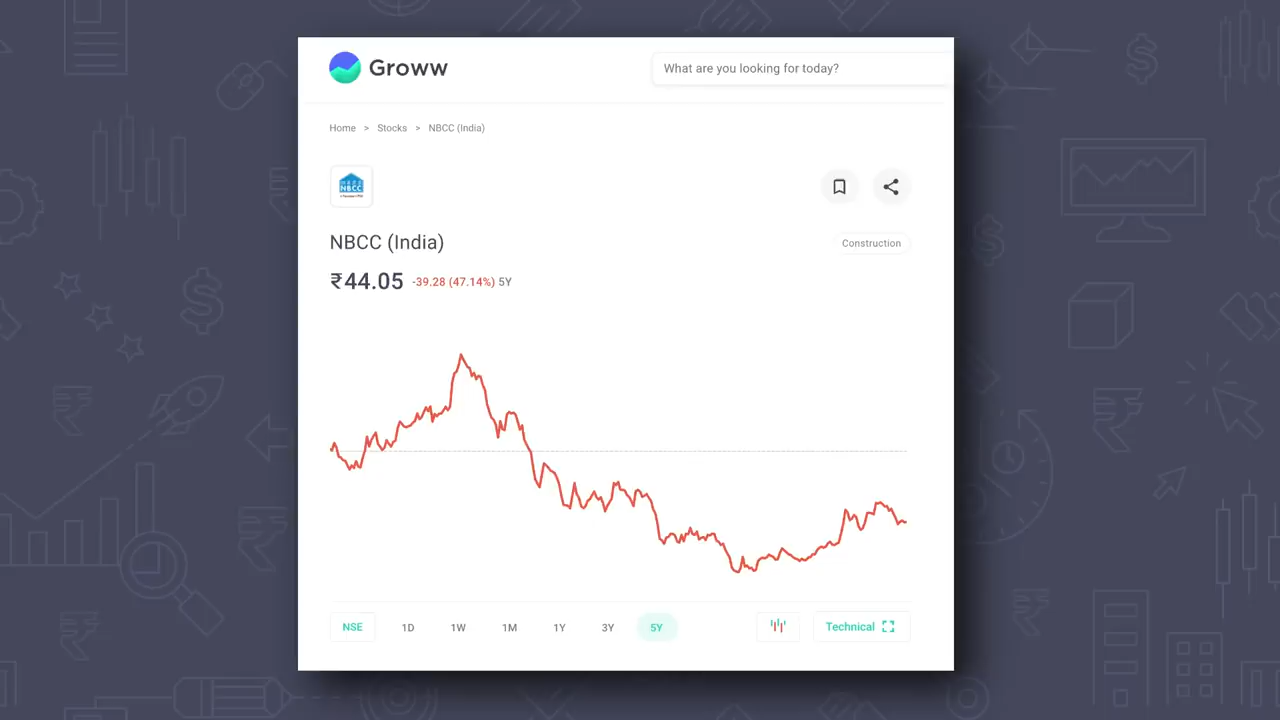 Groww
What are you looking for today?
Home > Stocks > NBCC (India)
NBCC
NBCC (India)
Construction
₹44.05 -39.28 (47.14%) 5Y
NSE 1D 1W 1M 1Y 3Y 5Y Technical